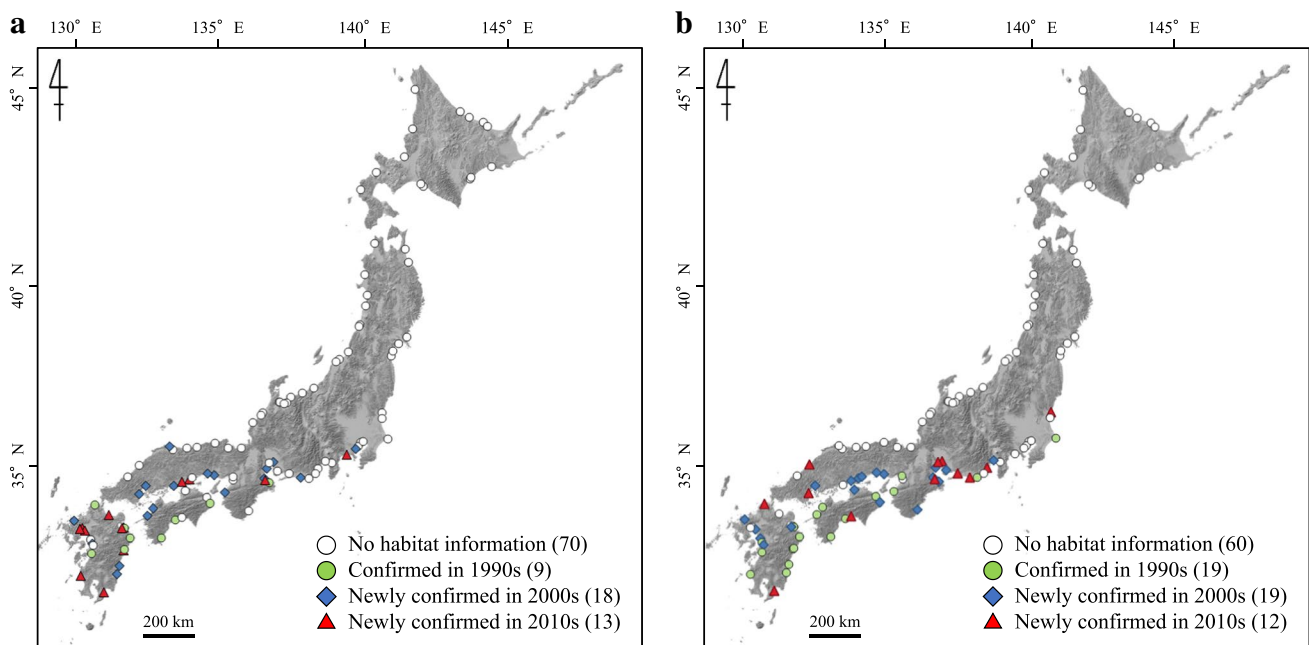 a
130° E 135° E 140° E 145° E
45° N
40° N
35° N
No habitat information (70)
Confirmed in 1990s (9)
Newly confirmed in 2000s (18)
Newly confirmed in 2010s (13)
200 km
b
130° E 135° E 140° E 145° E
45° N
40° N
35° N
No habitat information (60)
Confirmed in 1990s (19)
Newly confirmed in 2000s (19)
Newly confirmed in 2010s (12)
200 km